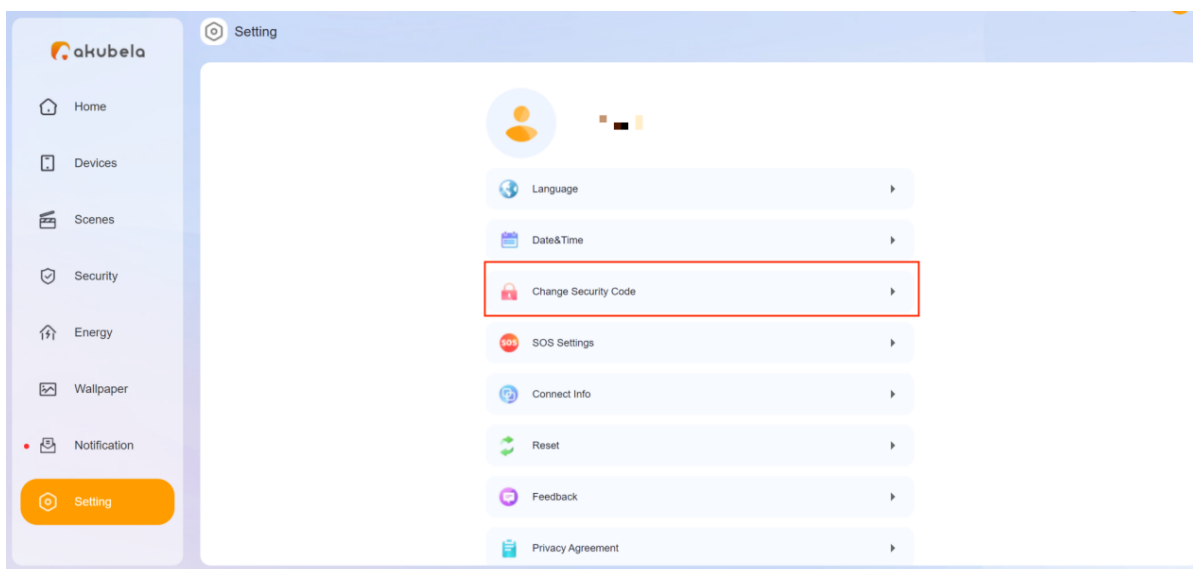 akubela
Home
Devices
Scenes
Security
Energy
Wallpaper
Notification
Setting
Setting
Language
Date&Time
Change Security Code
SOS
SOS Settings
Connect Info
Reset
Feedback
Privacy Agreement